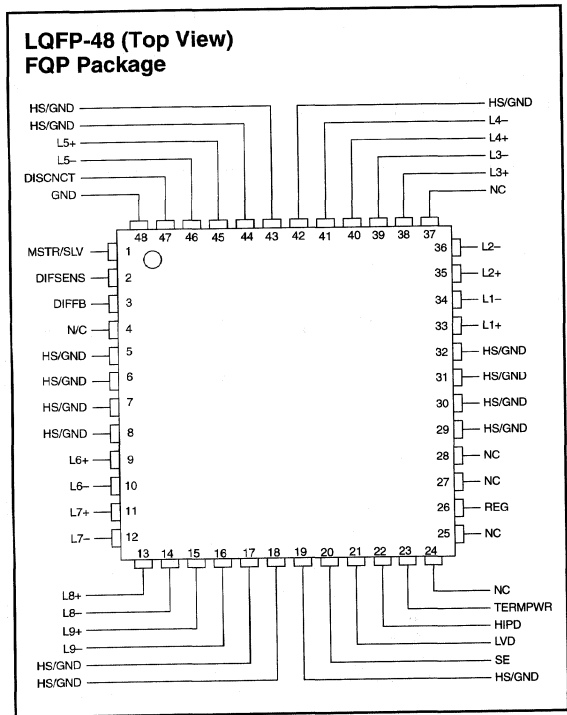 LQFP-48 (Top View)
FQP Package
HS/GND
HS/GND
L5+
L5–
DISCNCT
GND
HS/GND
L4–
L4+
L3–
L3+
NC
48 47 46 45 44 43 42 41 40 39 38 37
MSTR/SLV 1
DIFSENS 2
DIFFB 3
N/C 4
HS/GND 5
HS/GND 6
HS/GND 7
HS/GND 8
L6+ 9
L6– 10
L7+ 11
L7– 12
36 L2–
35 L2+
34 L1–
33 L1+
32 HS/GND
31 HS/GND
30 HS/GND
29 HS/GND
28 NC
27 NC
26 REG
25 NC
13 14 15 16 17 18 19 20 21 22 23 24
L8+
L8–
L9+
L9–
HS/GND
HS/GND
NC
TERMPWR
HIPD
LVD
SE
HS/GND